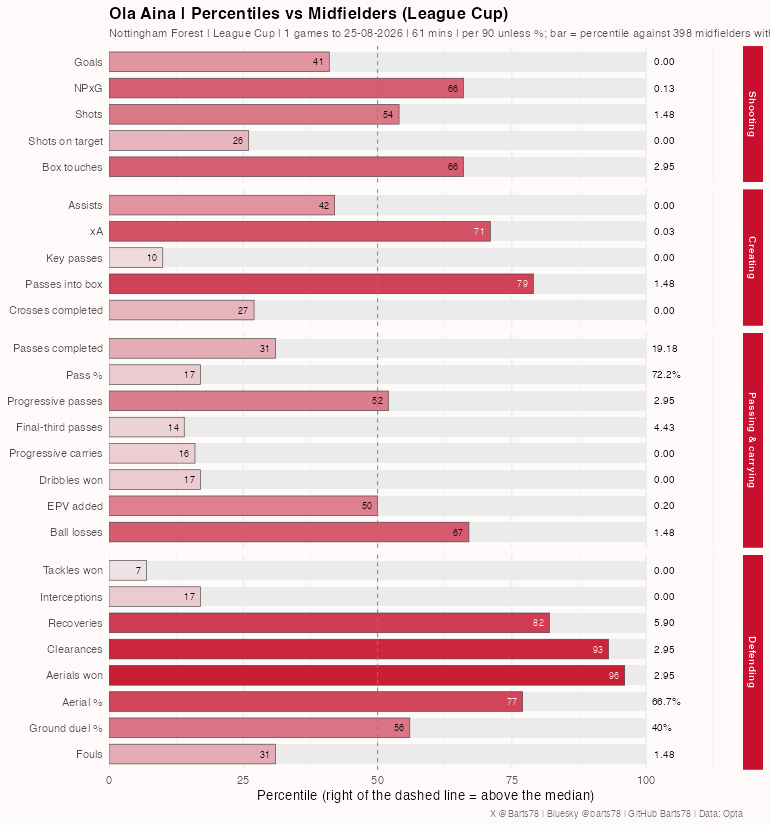 Ola Aina | Percentiles vs Midfielders (League Cup)
Nottingham Forest | League Cup | 1 games to 25-08-2026 | 61 mins | per 90 unless %; bar = percentile against 398 midfielders with
Goals 41 0.00
NPxG 66 0.13
Shots 54 1.48
Shots on target 26 0.00
Box touches 66 2.95
Shooting
Assists 42 0.00
xA 71 0.03
Key passes 10 0.00
Passes into box 79 1.48
Crosses completed 27 0.00
Creating
Passes completed 31 19.18
Pass % 17 72.2%
Progressive passes 52 2.95
Final-third passes 14 4.43
Progressive carries 16 0.00
Dribbles won 17 0.00
EPV added 50 0.20
Ball losses 67 1.48
Passing & carrying
Tackles won 7 0.00
Interceptions 17 0.00
Recoveries 82 5.90
Clearances 93 2.95
Aerials won 96 2.95
Aerial % 77 66.7%
Ground duel % 56 40%
Fouls 31 1.48
Defending
0 25 50 75 100
Percentile (right of the dashed line = above the median)
X @Barts78 | Bluesky @barts78 | GitHub Barts78 | Data: Opta